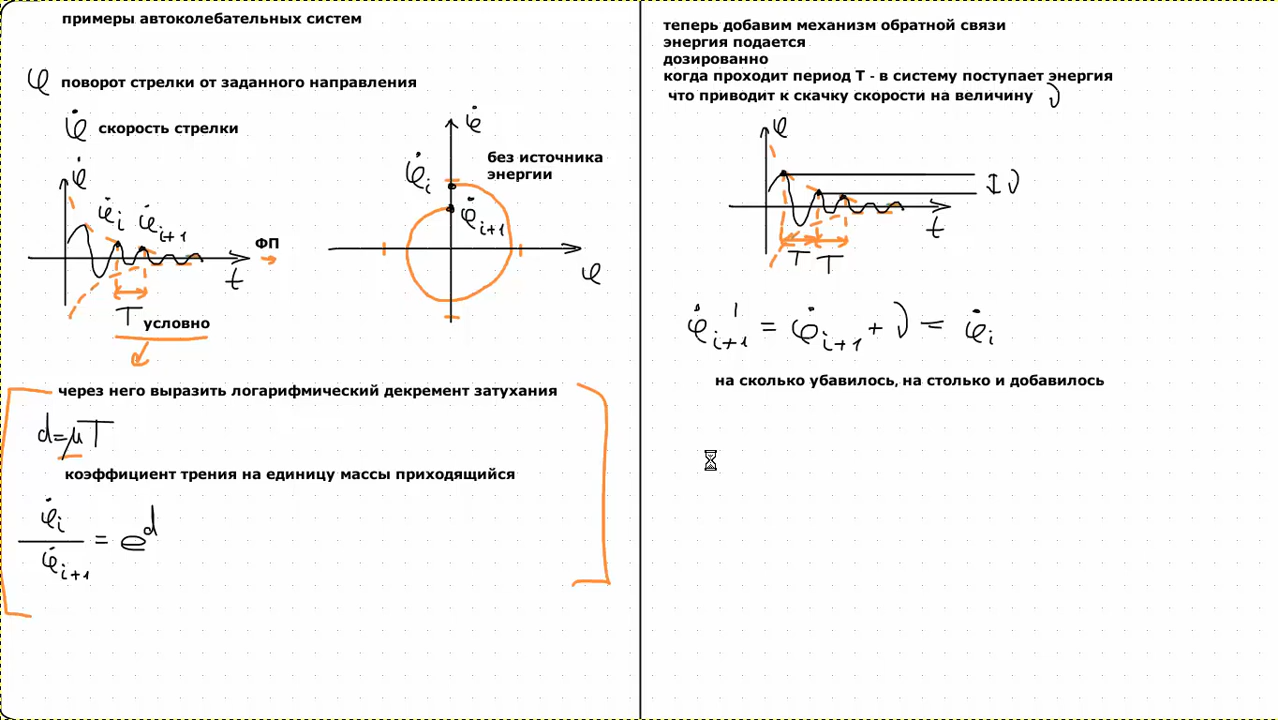 примеры автоколебательных систем
φ поворот стрелки от заданного направления
φ̇ скорость стрелки
φ̇
φ̇ᵢ φ̇ᵢ₊₁
ФП
t
T условно
φ̇
без источника
энергии
φ̇ᵢ
φ̇ᵢ₊₁
φ
через него выразить логарифмический декремент затухания
d=μT
коэффициент трения на единицу массы приходящийся
φ̇ᵢ / φ̇ᵢ₊₁ = eᵈ
теперь добавим механизм обратной связи
энергия подается
дозированно
когда проходит период T - в систему поступает энергия
что приводит к скачку скорости на величину ν
φ̇
ν
t
T T
φ̇ᵢ₊₁' = φ̇ᵢ₊₁ + ν = φ̇ᵢ
на сколько убавилось, на столько и добавилось